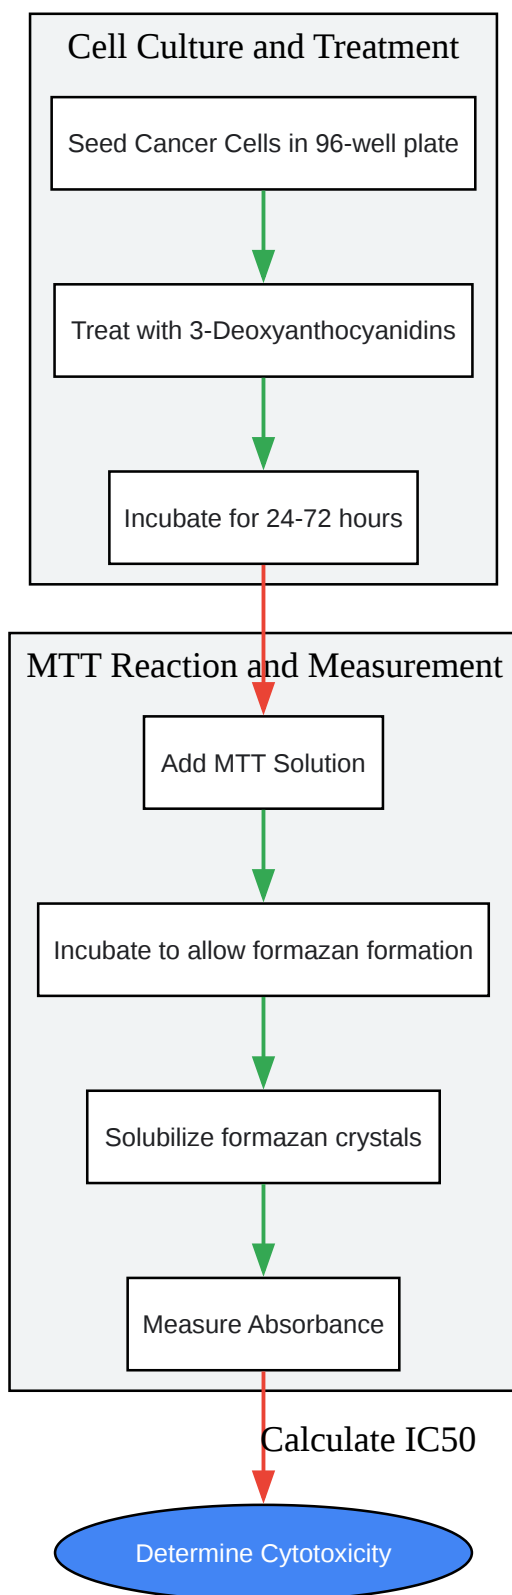 Cell Culture and Treatment
Seed Cancer Cells in 96-well plate
Treat with 3-Deoxyanthocyanidins
Incubate for 24-72 hours
MTT Reaction and Measurement
Add MTT Solution
Incubate to allow formazan formation
Solubilize formazan crystals
Measure Absorbance
Calculate IC50
Determine Cytotoxicity